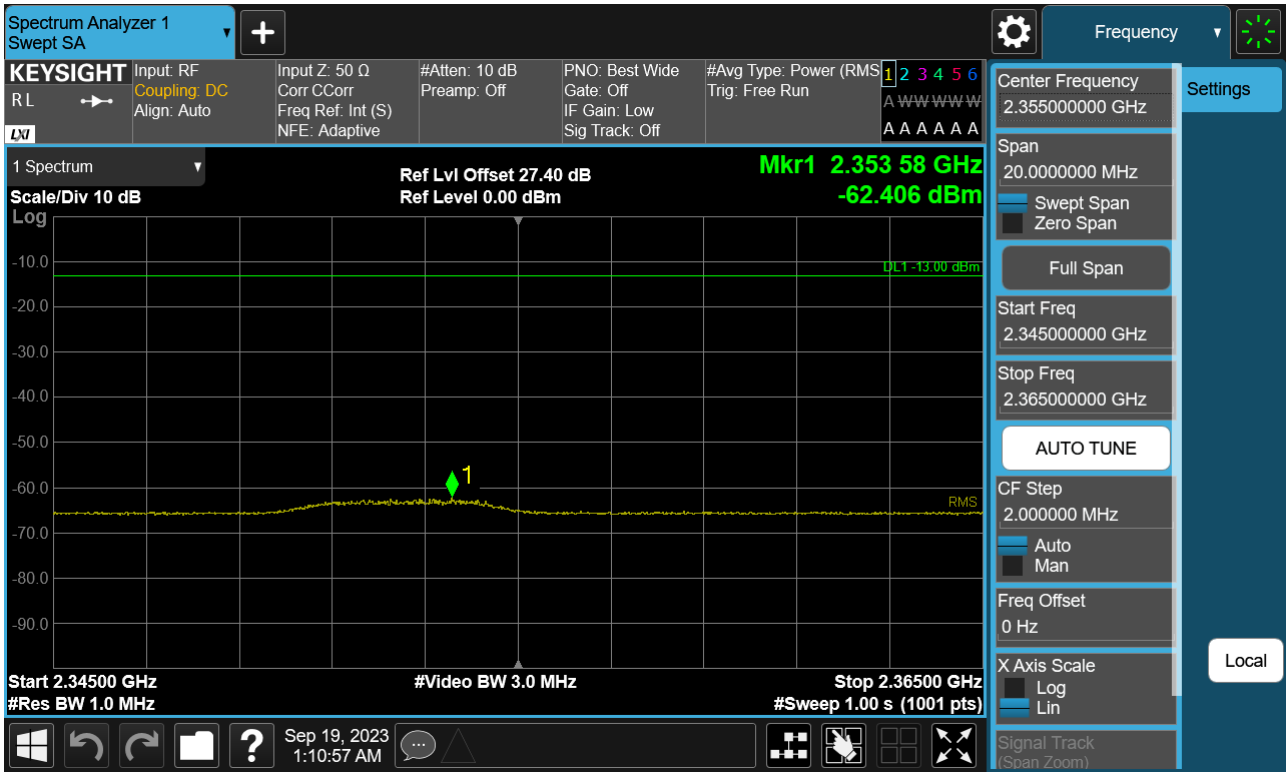 Spectrum Analyzer 1
Swept SA
+
Frequency
KEYSIGHT
R L
LXI
Input: RF
Coupling: DC
Align: Auto
Input Z: 50 Ω
Corr CCorr
Freq Ref: Int (S)
NFE: Adaptive
#Atten: 10 dB
Preamp: Off
PNO: Best Wide
Gate: Off
IF Gain: Low
Sig Track: Off
#Avg Type: Power (RMS
Trig: Free Run
1 2 3 4 5 6
A W W W W W
A A A A A A
1 Spectrum
Scale/Div 10 dB
Log
Ref Lvl Offset 27.40 dB
Ref Level 0.00 dBm
Mkr1 2.353 58 GHz
-62.406 dBm
-10.0
DL1 -13.00 dBm
-20.0
-30.0
-40.0
-50.0
1
-60.0
RMS
-70.0
-80.0
-90.0
Start 2.34500 GHz
#Video BW 3.0 MHz
Stop 2.36500 GHz
#Res BW 1.0 MHz
#Sweep 1.00 s (1001 pts)
Center Frequency
2.355000000 GHz
Settings
Span
20.0000000 MHz
Swept Span
Zero Span
Full Span
Start Freq
2.345000000 GHz
Stop Freq
2.365000000 GHz
AUTO TUNE
CF Step
2.000000 MHz
Auto
Man
Freq Offset
0 Hz
X Axis Scale
Log
Lin
Local
Signal Track
(Span Zoom)
?
Sep 19, 2023
1:10:57 AM